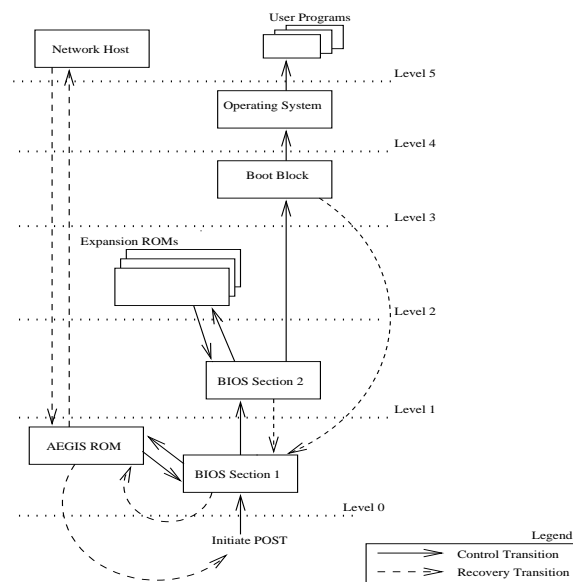 User Programs
Network Host
Level 5
Operating System
Level 4
Boot Block
Level 3
Expansion ROMs
Level 2
BIOS Section 2
Level 1
AEGIS ROM
BIOS Section 1
Level 0
Initiate POST
Legend
Control Transition
Recovery Transition